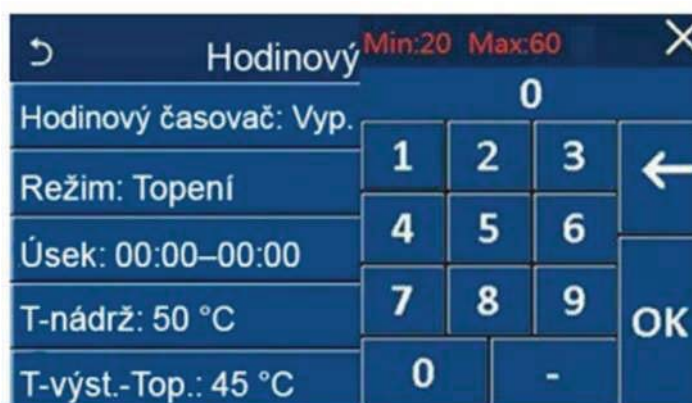 Hodinový
Min:20 Max:60
Hodinový časovač: Vyp.
Režim: Topení
Úsek: 00:00–00:00
T-nádrž: 50 °C
T-výst.-Top.: 45 °C
0
1 2 3 ←
4 5 6
7 8 9 OK
0 -